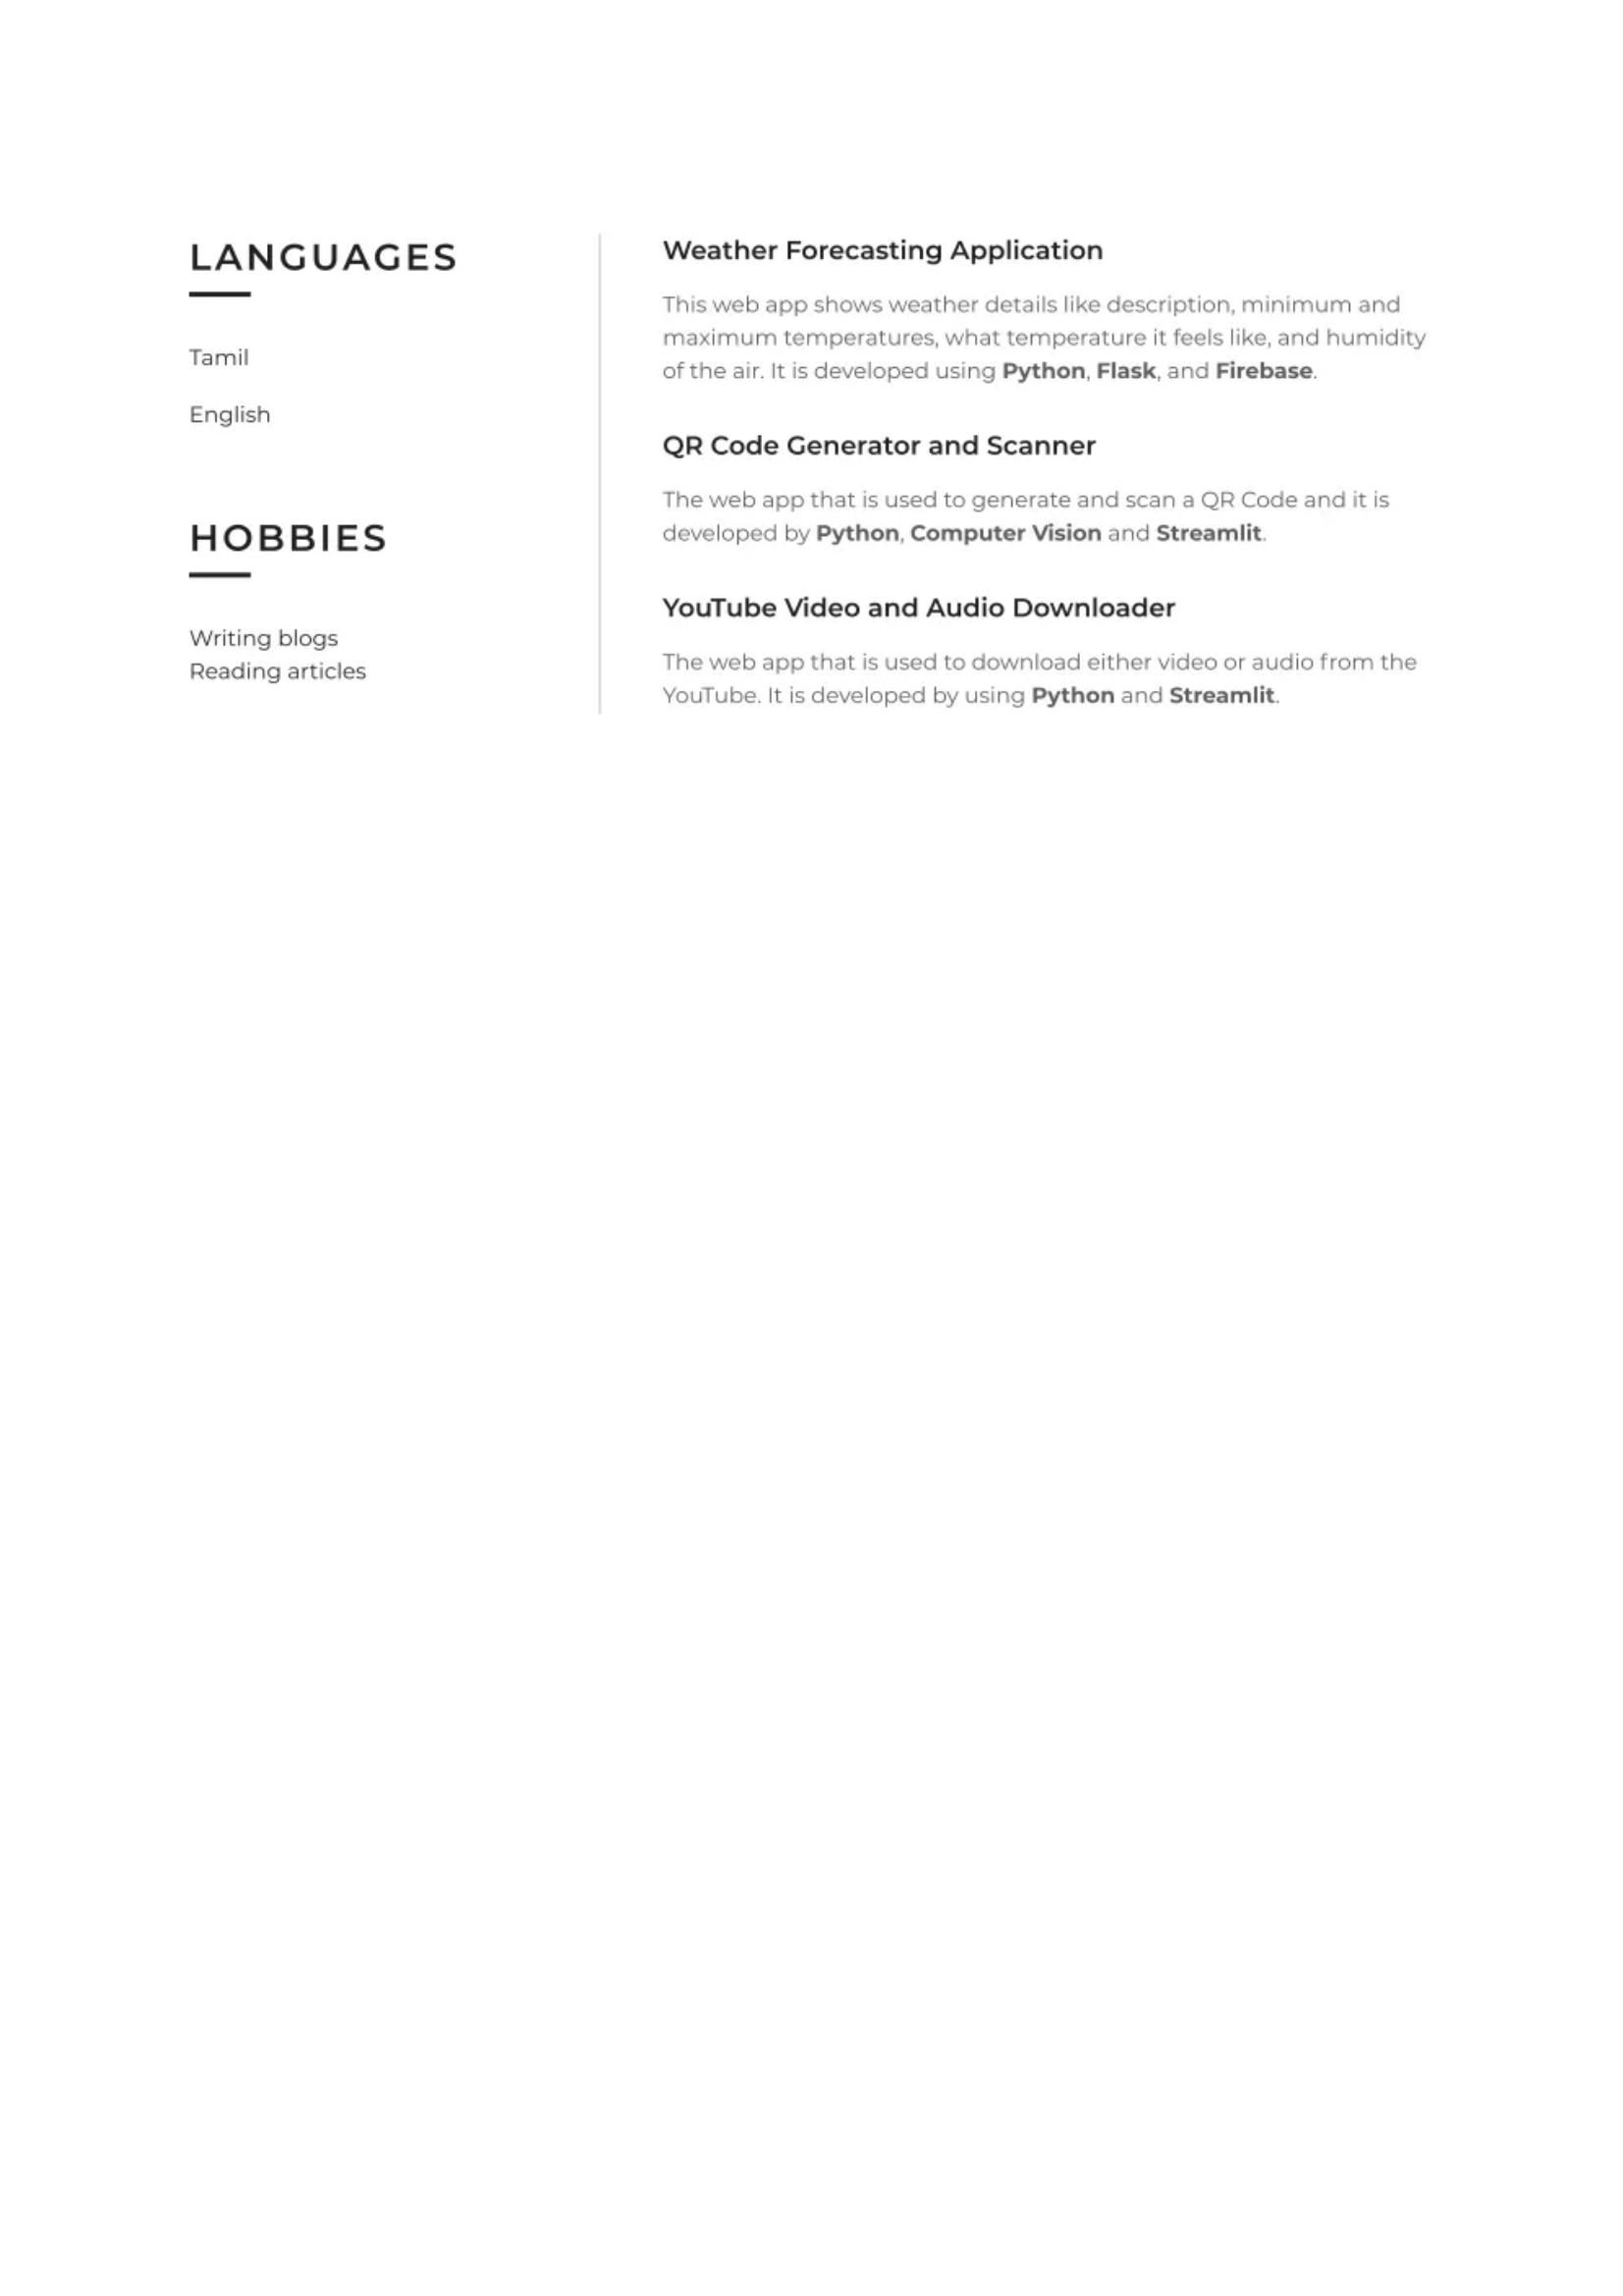 LANGUAGES
Tamil
English
HOBBIES
Writing blogs
Reading articles
Weather Forecasting Application
This web app shows weather details like description, minimum and
maximum temperatures, what temperature it feels like, and humidity
of the air. It is developed using Python, Flask, and Firebase.
QR Code Generator and Scanner
The web app that is used to generate and scan a QR Code and it is
developed by Python, Computer Vision and Streamlit.
YouTube Video and Audio Downloader
The web app that is used to download either video or audio from the
YouTube. It is developed by using Python and Streamlit.